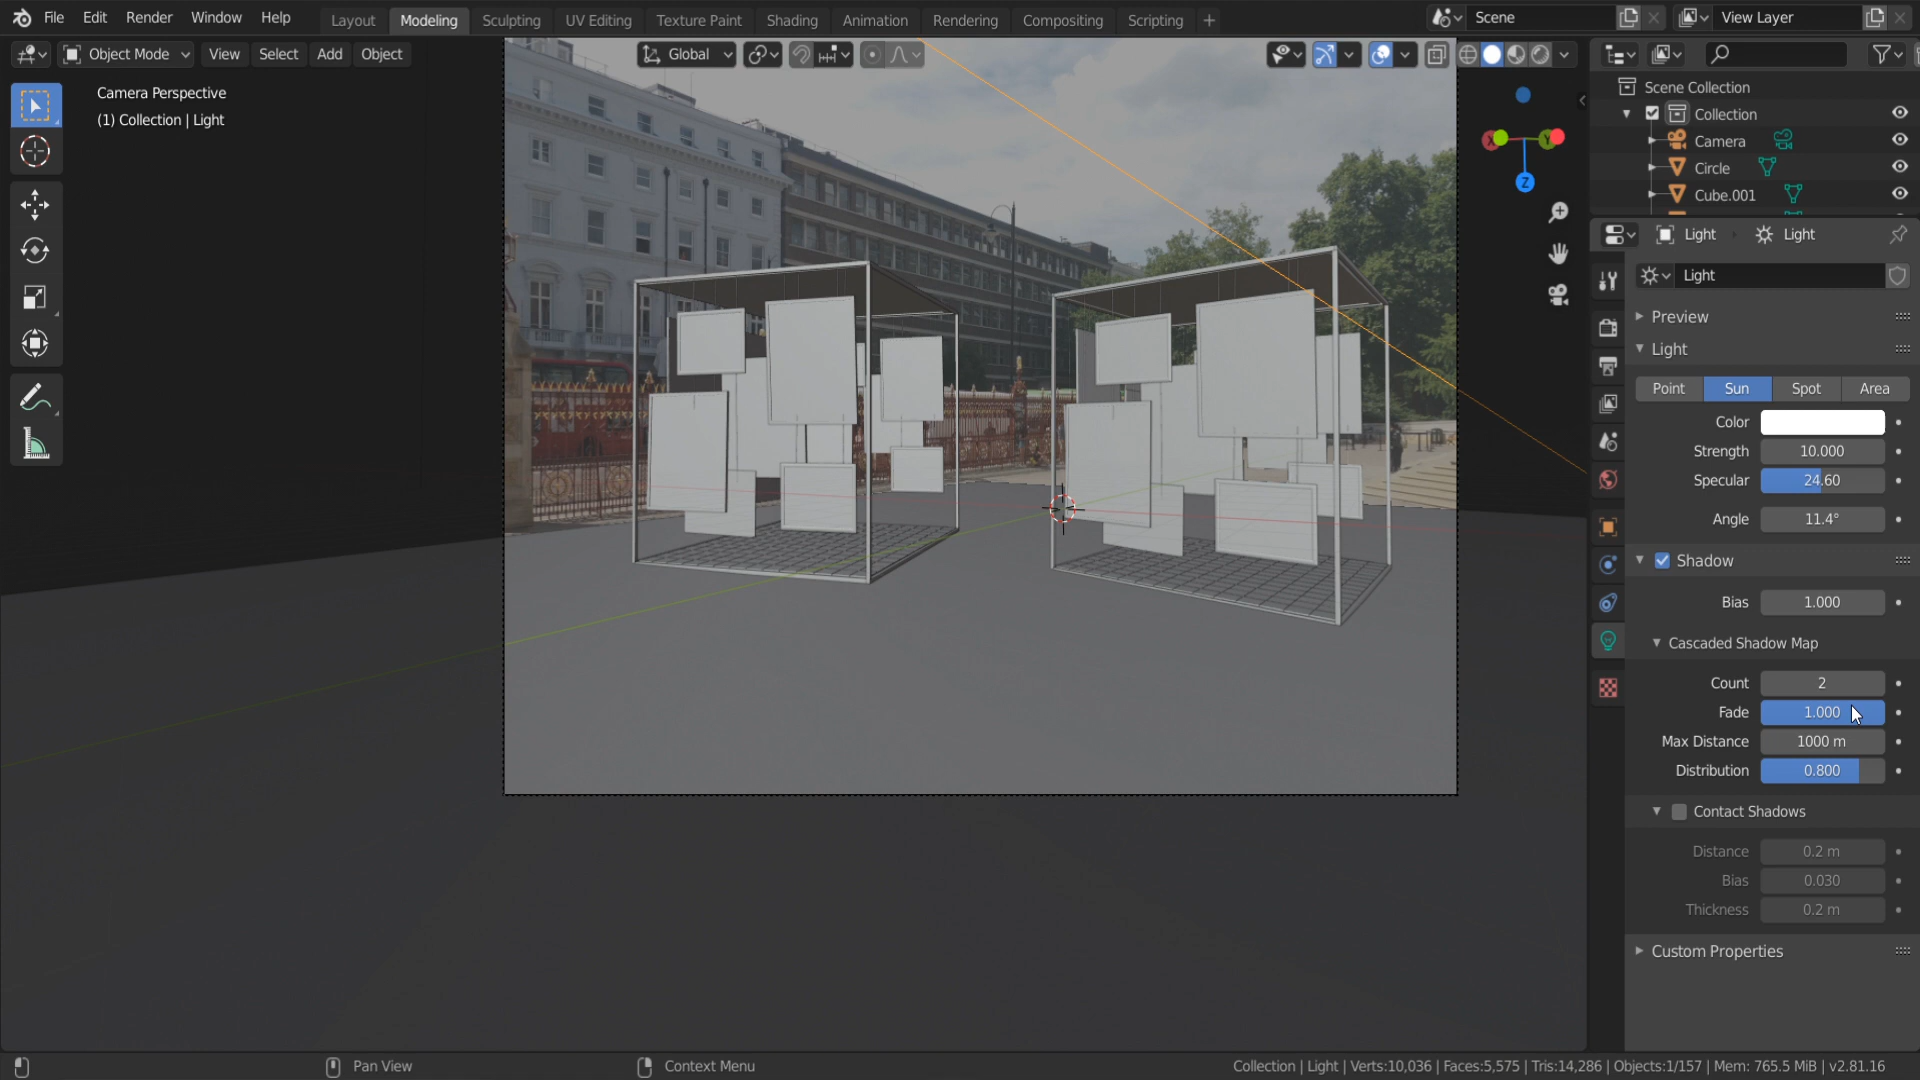 File Edit Render Window Help
Layout Modeling Sculpting UV Editing Texture Paint Shading Animation Rendering Compositing Scripting +
Scene
View Layer
Object Mode View Select Add Object
Global
Camera Perspective
(1) Collection | Light
Z
Scene Collection
Collection
Camera
Circle
Cube.001
Light Light
Light
Preview
Light
Point Sun Spot Area
Color
Strength 10.000
Specular 24.60
Angle 11.4°
Shadow
Bias 1.000
Cascaded Shadow Map
Count 2
Fade 1.000
Max Distance 1000 m
Distribution 0.800
Contact Shadows
Distance 0.2 m
Bias 0.030
Thickness 0.2 m
Custom Properties
Pan View
Context Menu
Collection | Light | Verts:10,036 | Faces:5,575 | Tris:14,286 | Objects:1/157 | Mem: 765.5 MiB | v2.81.16